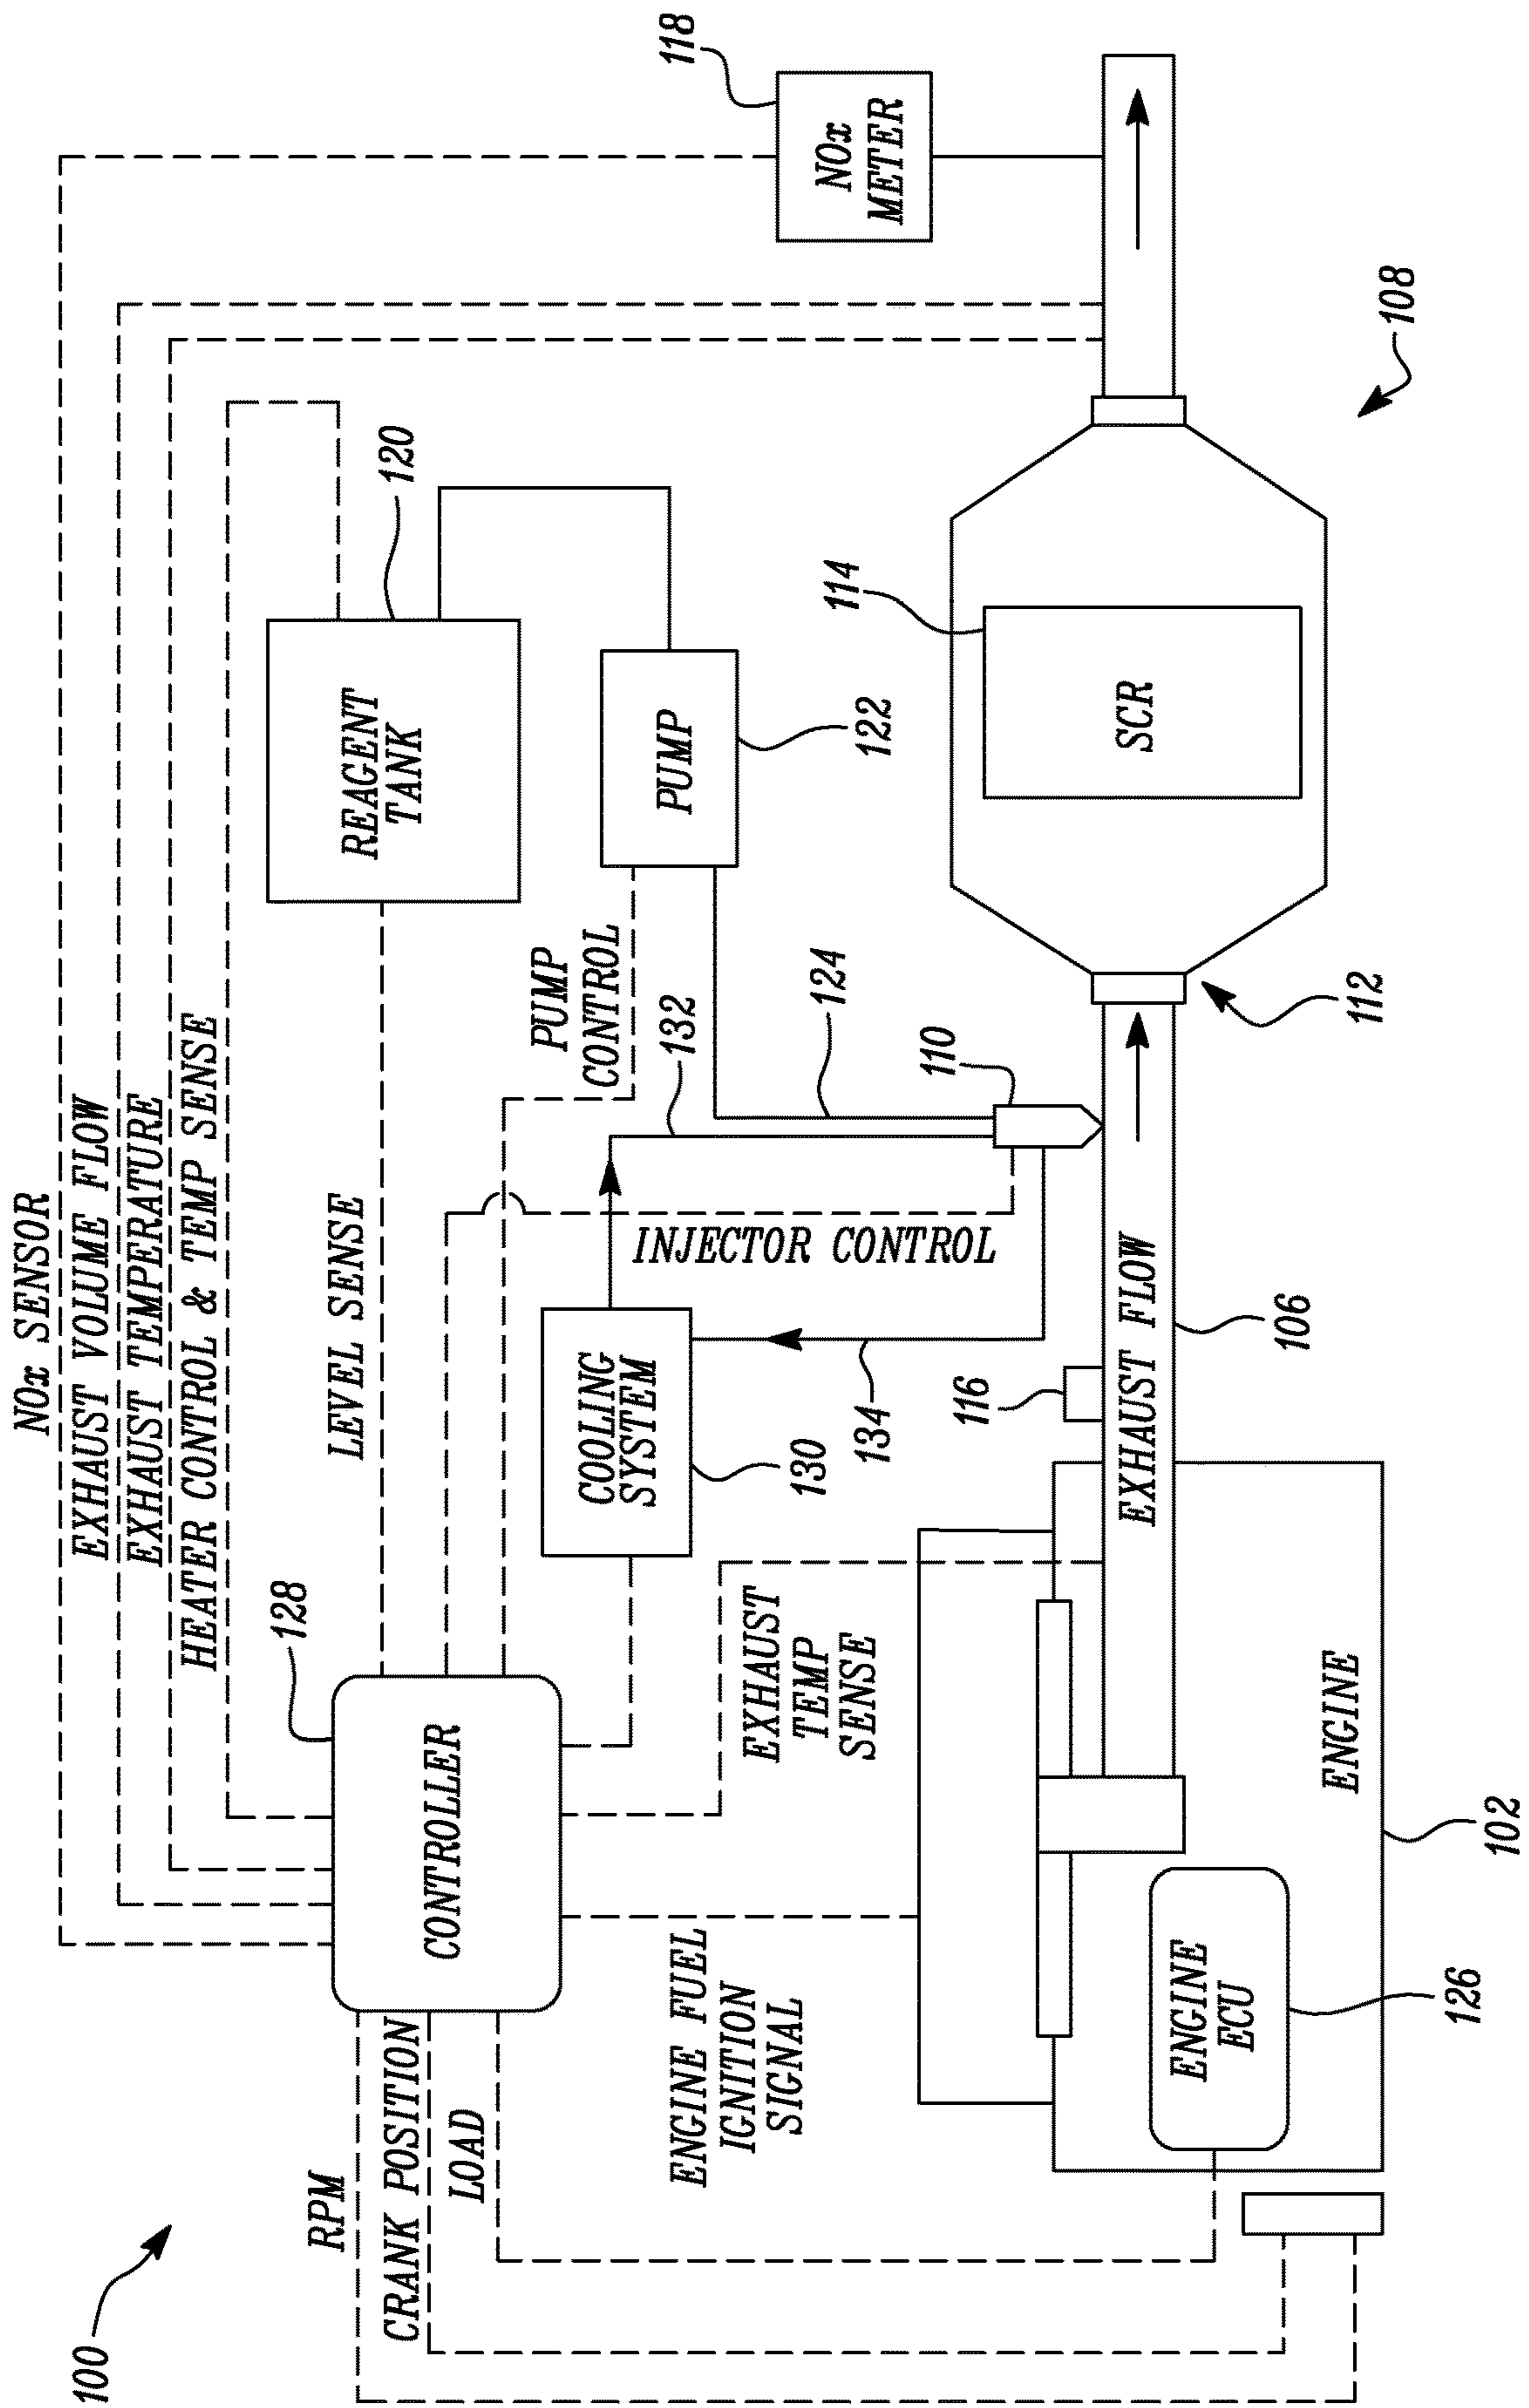 100
NOx SENSOR
EXHAUST VOLUME FLOW
EXHAUST TEMPERATURE
HEATER CONTROL & TEMP SENSE
RPM
CRANK POSITION
LOAD
128
CONTROLLER
LEVEL SENSE
REAGENT
TANK
120
118
NOx
METER
PUMP
CONTROL
PUMP
122
132
124
COOLING
SYSTEM
130
INJECTOR CONTROL
110
134
ENGINE FUEL
IGNITION
SIGNAL
EXHAUST
TEMP
SENSE
116
114
SCR
EXHAUST FLOW
106
112
108
ENGINE
ECU
126
ENGINE
102